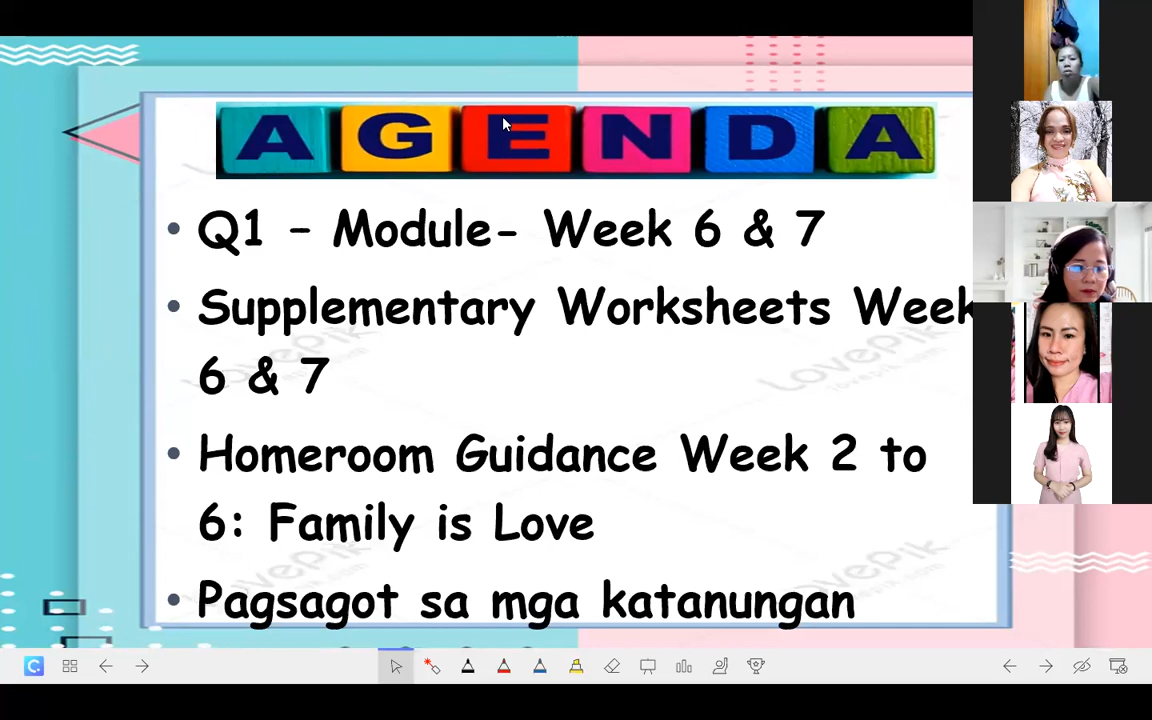 AGENDA
• Q1 – Module- Week 6 & 7
• Supplementary Worksheets Week
6 & 7
• Homeroom Guidance Week 2 to
6: Family is Love
• Pagsagot sa mga katanungan